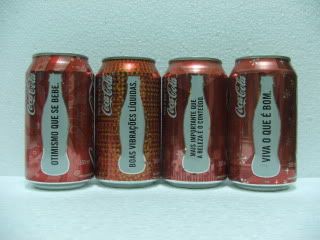 Coca-Cola
OTIMISMO QUE SE BEBE.
Coca-Cola
BOAS VIBRAÇÕES LÍQUIDAS.
Coca-Cola
MAIS IMPORTANTE QUE
A BELEZA É O CONTEÚDO
Coca-Cola
VIVA O QUE É BOM.